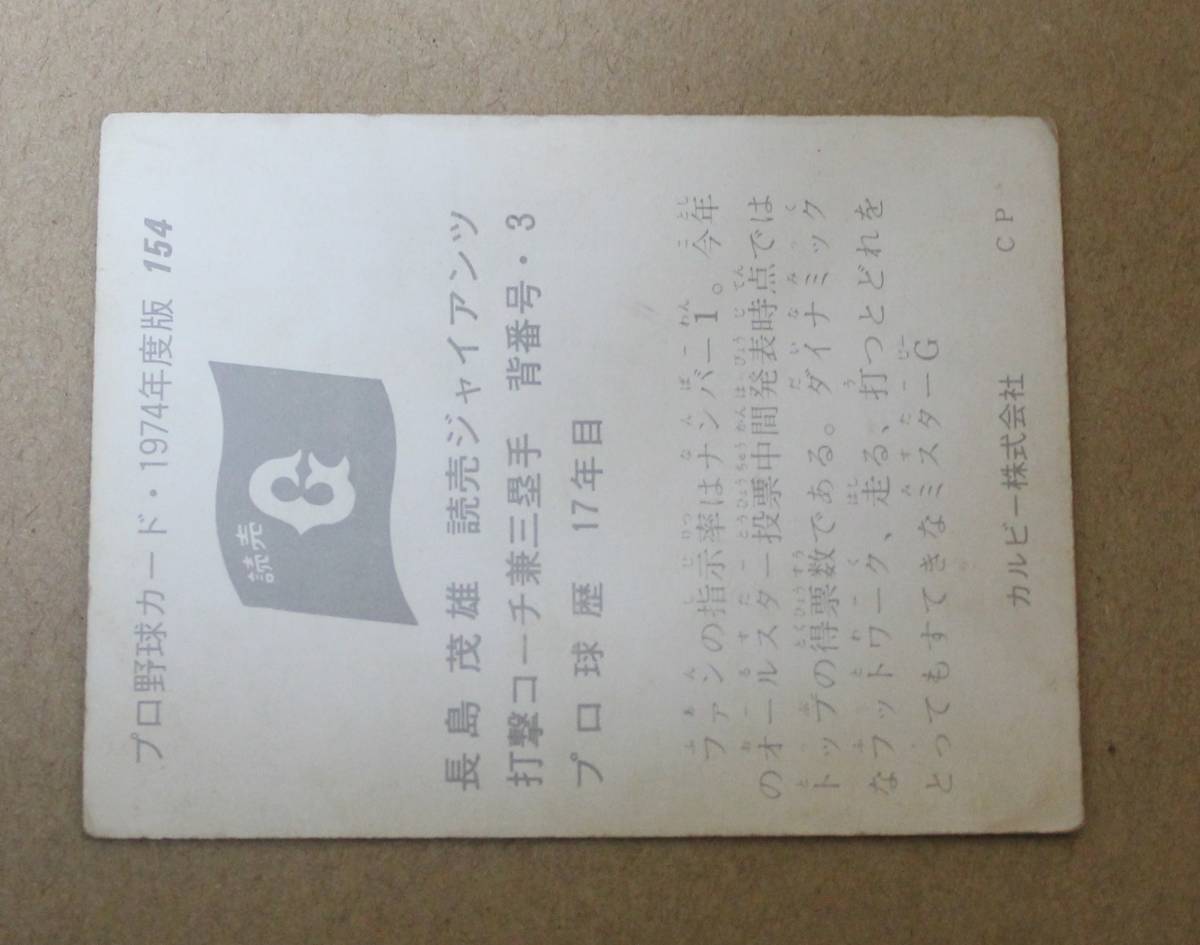 プロ野球カード・1974年度版 154
読売
G
長島 茂雄 読売ジャイアンツ
打撃コーチ兼三塁手 背番号・3
プロ球歴 17年目
ファンの指示率はナンバー1。今年
のオールスター投票中間発表時点では
トップの得票数である。ダイナミック
なフットワーク、走る、打つとどれを
とってもすてきなミスターG
カルビー株式会社 CP